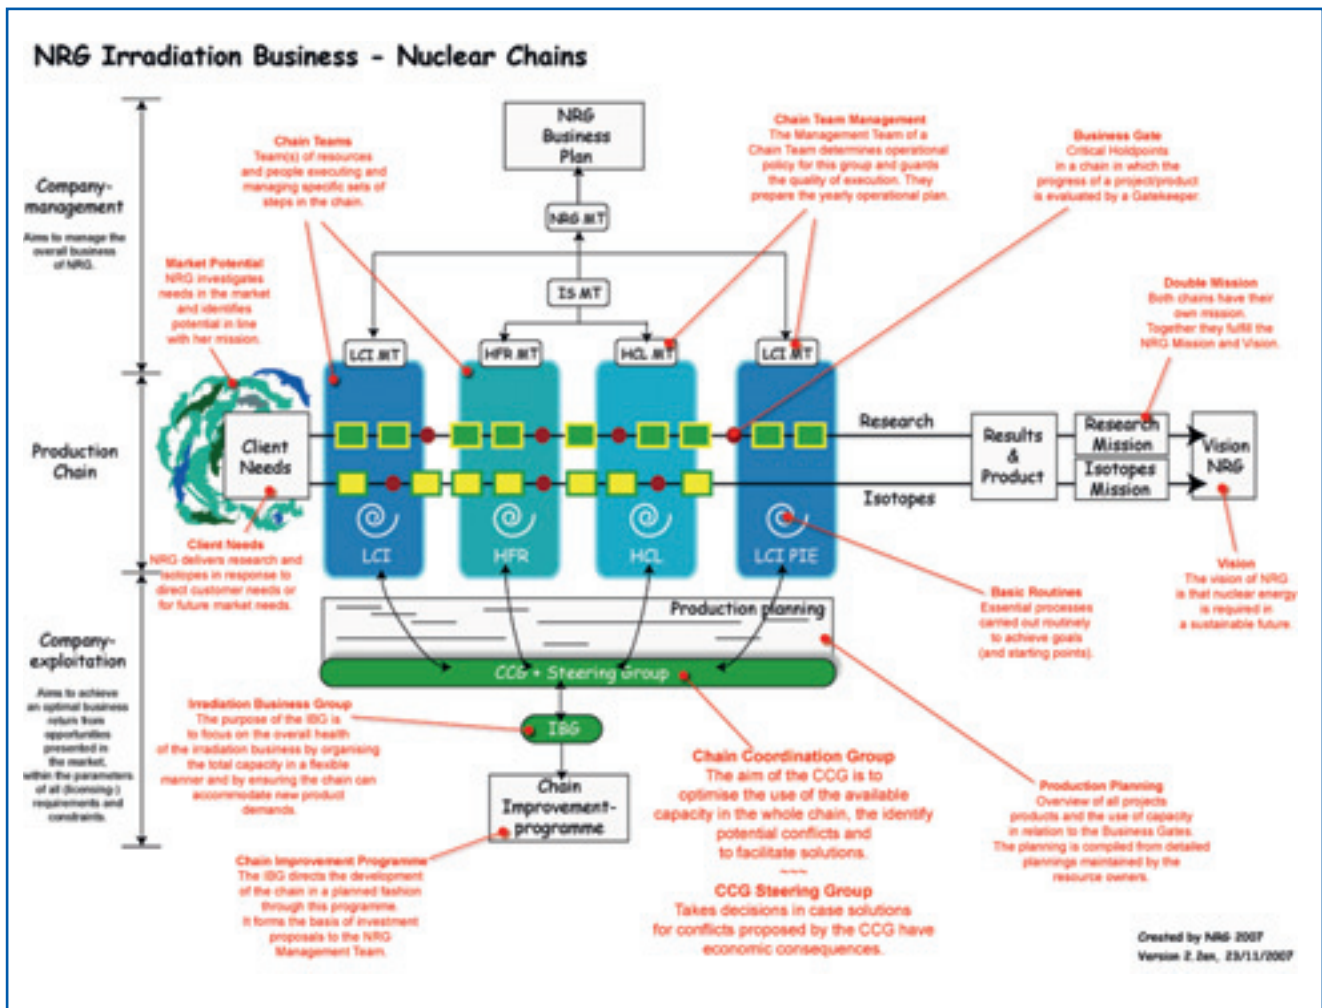 NRG Irradiation Business - Nuclear Chains
Company-
management
Aims to manage the
overall business
of NRG.
Production
Chain
Company-
exploitation
Aims to achieve
an optimal business
return from
opportunities
presented in
the market,
within the parameters
of all (licensing-)
requirements and
constraints.
Chain Teams
Team(s) of resources
and people executing and
managing specific sets of
steps in the chain.
NRG
Business
Plan
NRG MT
IS MT
Chain Team Management
The Management Team of a
Chain Team determines operational
policy for this group and guards
the quality of execution. They
prepare the yearly operational plan.
Business Gate
Critical Holdpoints
in a chain in which the
progress of a project/product
is evaluated by a Gatekeeper.
Market Potential
NRG investigates
needs in the market
and identifies
potential in line
with her mission.
Double Mission
Both chains have their
own mission.
Together they fulfill the
NRG Mission and Vision.
LCI MT
HFR MT
HCL MT
LCI MT
Client
Needs
Research
Isotopes
Results
&
Product
Research
Mission
Isotopes
Mission
Vision
NRG
LCI
HFR
HCL
LCI PIE
Client Needs
NRG delivers research and
isotopes in response to
direct customer needs or
for future market needs.
Basic Routines
Essential processes
carried out routinely
to achieve goals
(and starting points).
Vision
The vision of NRG
is that nuclear energy
is required in
a sustainable future.
Production planning
CCG + Steering Group
IBG
Chain
Improvement-
programme
Irradiation Business Group
The purpose of the IBG is
to focus on the overall health
of the irradiation business by organising
the total capacity in a flexible
manner and by ensuring the chain can
accommodate new product
demands.
Chain Improvement Programme
The IBG directs the development
of the chain in a planned fashion
through this programme.
It forms the basis of investment
proposals to the NRG
Management Team.
Chain Coordination Group
The aim of the CCG is to
optimise the use of the available
capacity in the whole chain, the identify
potential conflicts and
to facilitate solutions.
~~~
CCG Steering Group
Takes decisions in case solutions
for conflicts proposed by the CCG have
economic consequences.
Production Planning
Overview of all projects
products and the use of capacity
in relation to the Business Gates.
The planning is compiled from detailed
plannings maintained by the
resource owners.
Created by NRG 2007
Version 2.2en, 23/11/2007